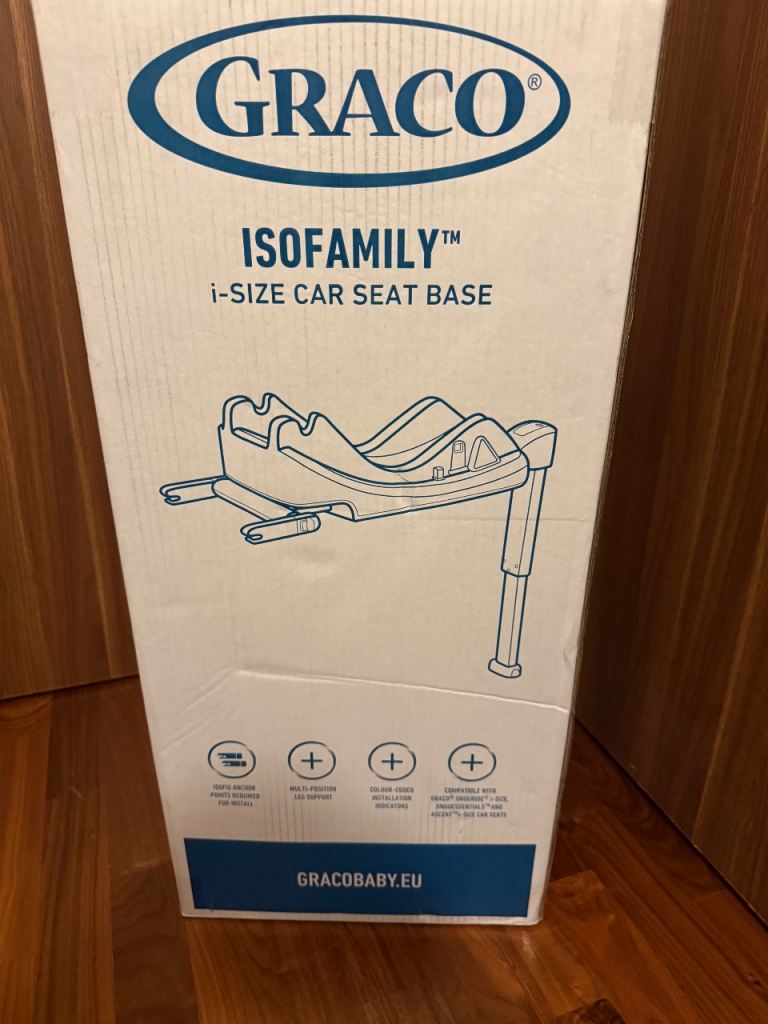 GRACO®
ISOFAMILY™
i-SIZE CAR SEAT BASE
ISOFIX ANCHOR
POINTS REQUIRED
FOR INSTALL
MULTI-POSITION
LEG SUPPORT
COLOUR-CODED
INSTALLATION
INDICATORS
COMPATIBLE WITH
GRACO® SNUGRIDE™ i-SIZE,
SNUGESSENTIALS™ AND
ASCENT™ i-SIZE CAR SEATS
GRACOBABY.EU